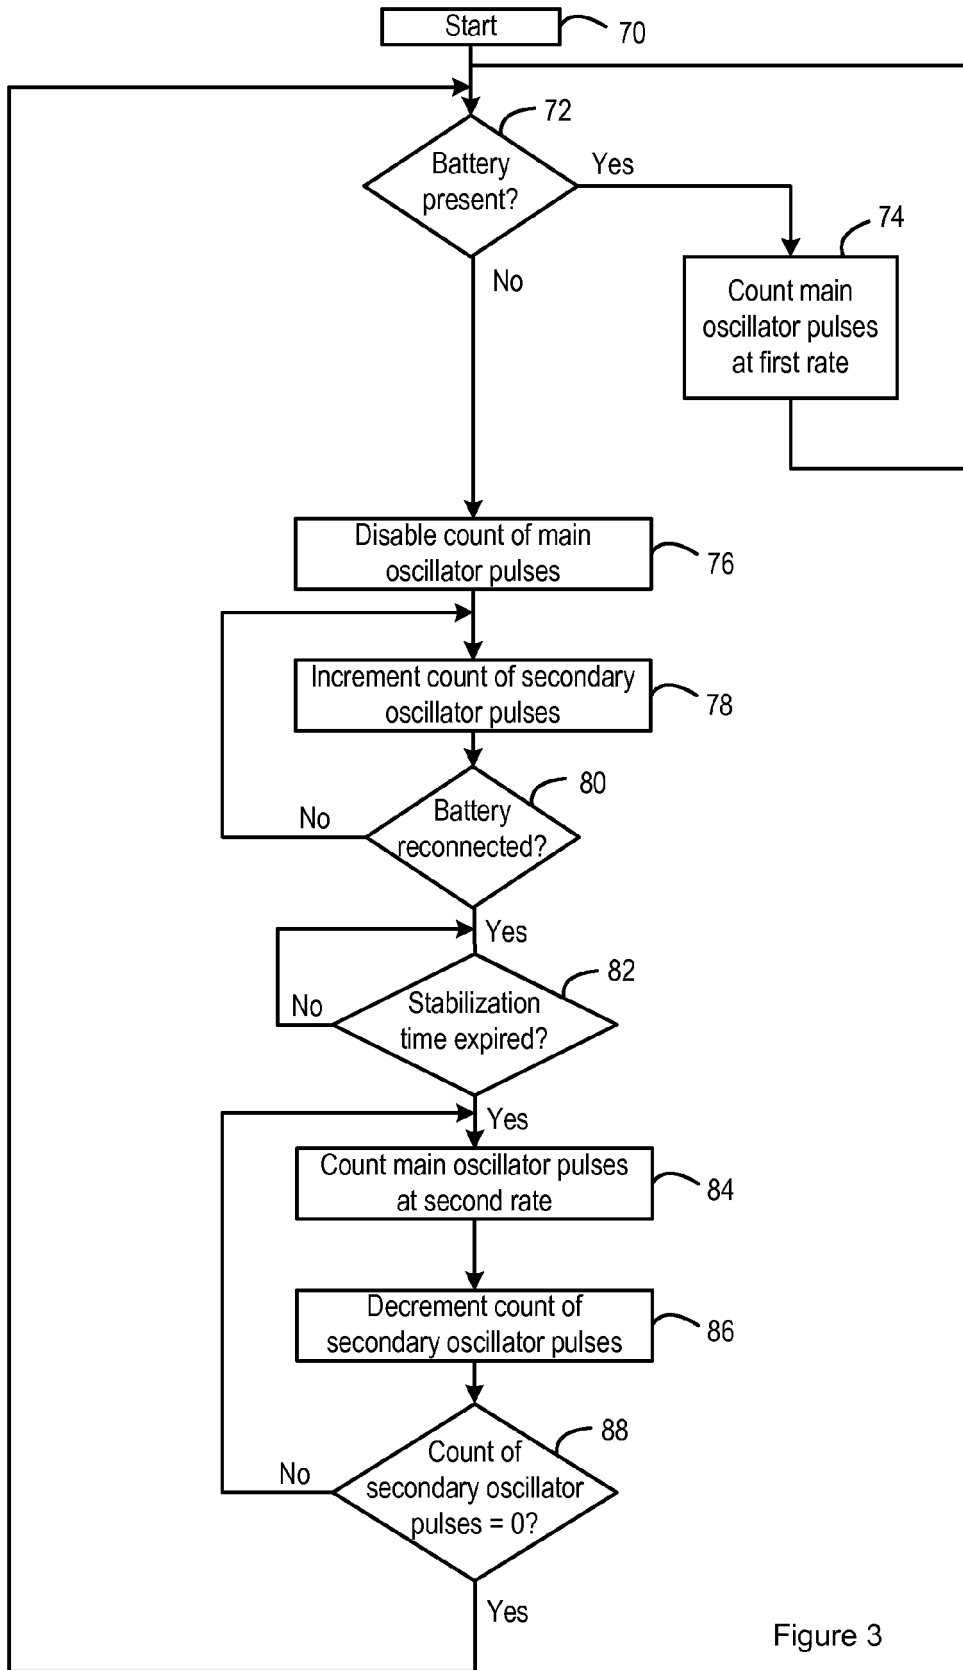 Start
70
72
Battery
present?
Yes
74
Count main
oscillator pulses
at first rate
No
Disable count of main
oscillator pulses
76
Increment count of secondary
oscillator pulses
78
80
Battery
reconnected?
No
Yes
82
Stabilization
time expired?
No
Yes
Count main oscillator pulses
at second rate
84
Decrement count of
secondary oscillator pulses
86
88
Count of
secondary oscillator
pulses = 0?
No
Yes
Figure 3